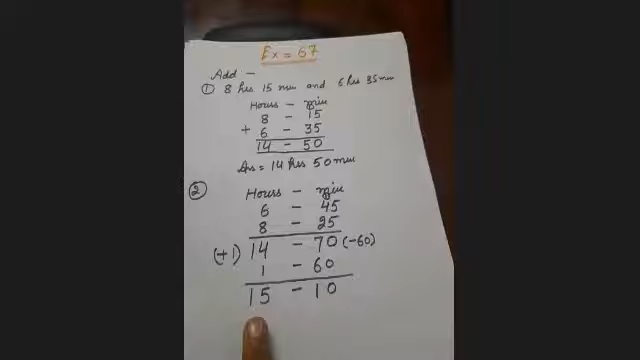 Ex = 67
Add -
① 8 hrs 15 min and 6 hrs 35 min
Hours - min
8 - 15
+ 6 - 35
14 - 50
Ans = 14 hrs 50 min
② Hours - min
6 - 45
8 - 25
(+1) 14 - 70 (-60)
1 - 60
15 - 10